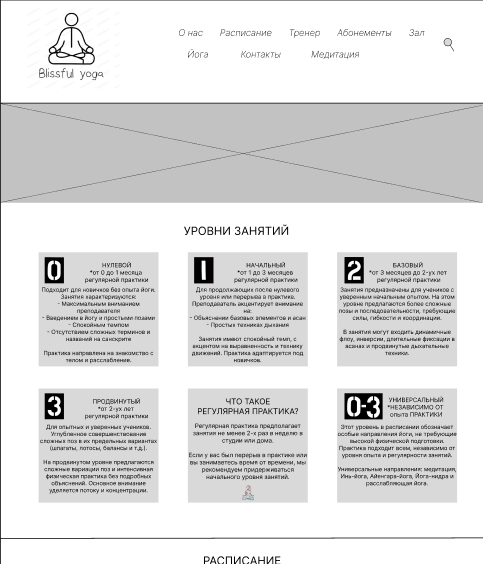 О нас Расписание Тренер Абонементы Зал
Йога Контакты Медитация
Blissful yoga
УРОВНИ ЗАНЯТИЙ
0
НУЛЕВОЙ
*от 0 до 1 месяца
регулярной практики
Подходит для новичков без опыта йоги.
Занятия характеризуются:
- Максимальным вниманием
преподавателя
- Введением в йогу и простыми позами
- Спокойным темпом
- Отсутствием сложных терминов и
названий на санскрите
Практика направлена на знакомство с
телом и расслабление.
1
НАЧАЛЬНЫЙ
*от 1 до 3 месяцев
регулярной практики
Для продолжающих после нулевого
уровня или перерыва в практике.
Преподаватель акцентирует внимание
на:
- Объяснении базовых элементов и асан
- Простых техниках дыхания
Занятия имеют спокойный темп, с
акцентом на выравненность и технику
движений. Практика адаптируется под
новичков.
2
БАЗОВЫЙ
*от 3 месяцев до 2-ух лет
регулярной практики
Занятия предназначены для учеников с
уверенным начальным опытом. На этом
уровне предлагаются более сложные
позы и последовательности, требующие
силы, гибкости и координации.
В занятия могут входить динамичные
флоу, инверсии, длительные фиксации в
асанах и продвинутые дыхательные
техники.
3
ПРОДВИНУТЫЙ
*от 2-ух лет
регулярной практики
Для опытных и уверенных учеников.
Углубленное совершенствование
сложных поз в их предельных вариантах
(шпагаты, лотосы, балансы и т.д.).
На продвинутом уровне предлагаются
сложные вариации поз и интенсивная
физическая практика без подробных
объяснений. Основное внимание
уделяется потоку и концентрации.
ЧТО ТАКОЕ
РЕГУЛЯРНАЯ ПРАКТИКА?
Регулярная практика предполагает
занятия не менее 2-х раз в неделю в
студии или дома.
Если у вас был перерыв в практике или
вы занимаетесь время от времени, мы
рекомендуем придерживаться
начального уровня занятий.
0-3
УНИВЕРСАЛЬНЫЙ
*НЕЗАВИСИМО ОТ
опыта ПРАКТИКИ
Этот уровень в расписании обозначает
особые направления йоги, не требующие
высокой физической подготовки.
Практика подходит всем, независимо от
уровня опыта и регулярности занятий.
Универсальные направления: медитация,
Инь-йога, Айенгара-йога, Йога-нидра и
расслабляющая йога.
РАСПИСАНИЕ